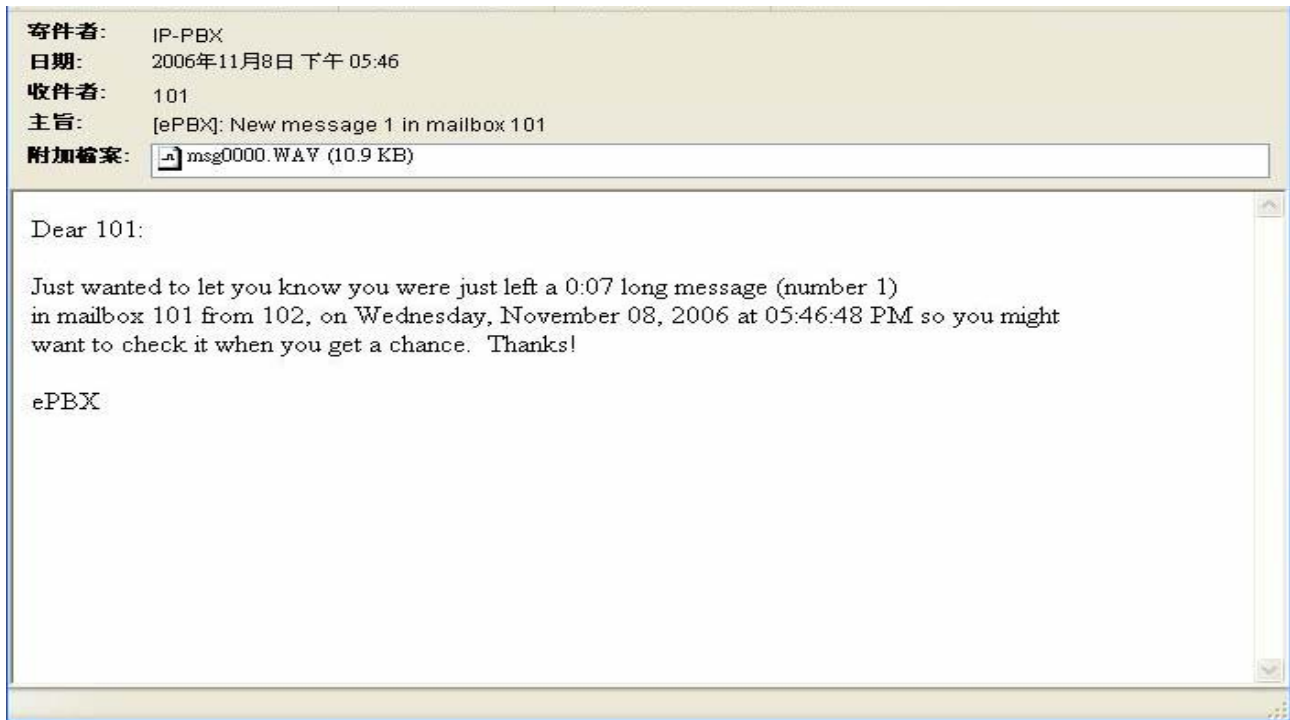 寄件者: IP-PBX
日期: 2006年11月8日 下午 05:46
收件者: 101
主旨: [ePBX]: New message 1 in mailbox 101
附加檔案: msg0000.WAV (10.9 KB)
Dear 101:
Just wanted to let you know you were just left a 0:07 long message (number 1)
in mailbox 101 from 102, on Wednesday, November 08, 2006 at 05:46:48 PM so you might
want to check it when you get a chance.  Thanks!
ePBX